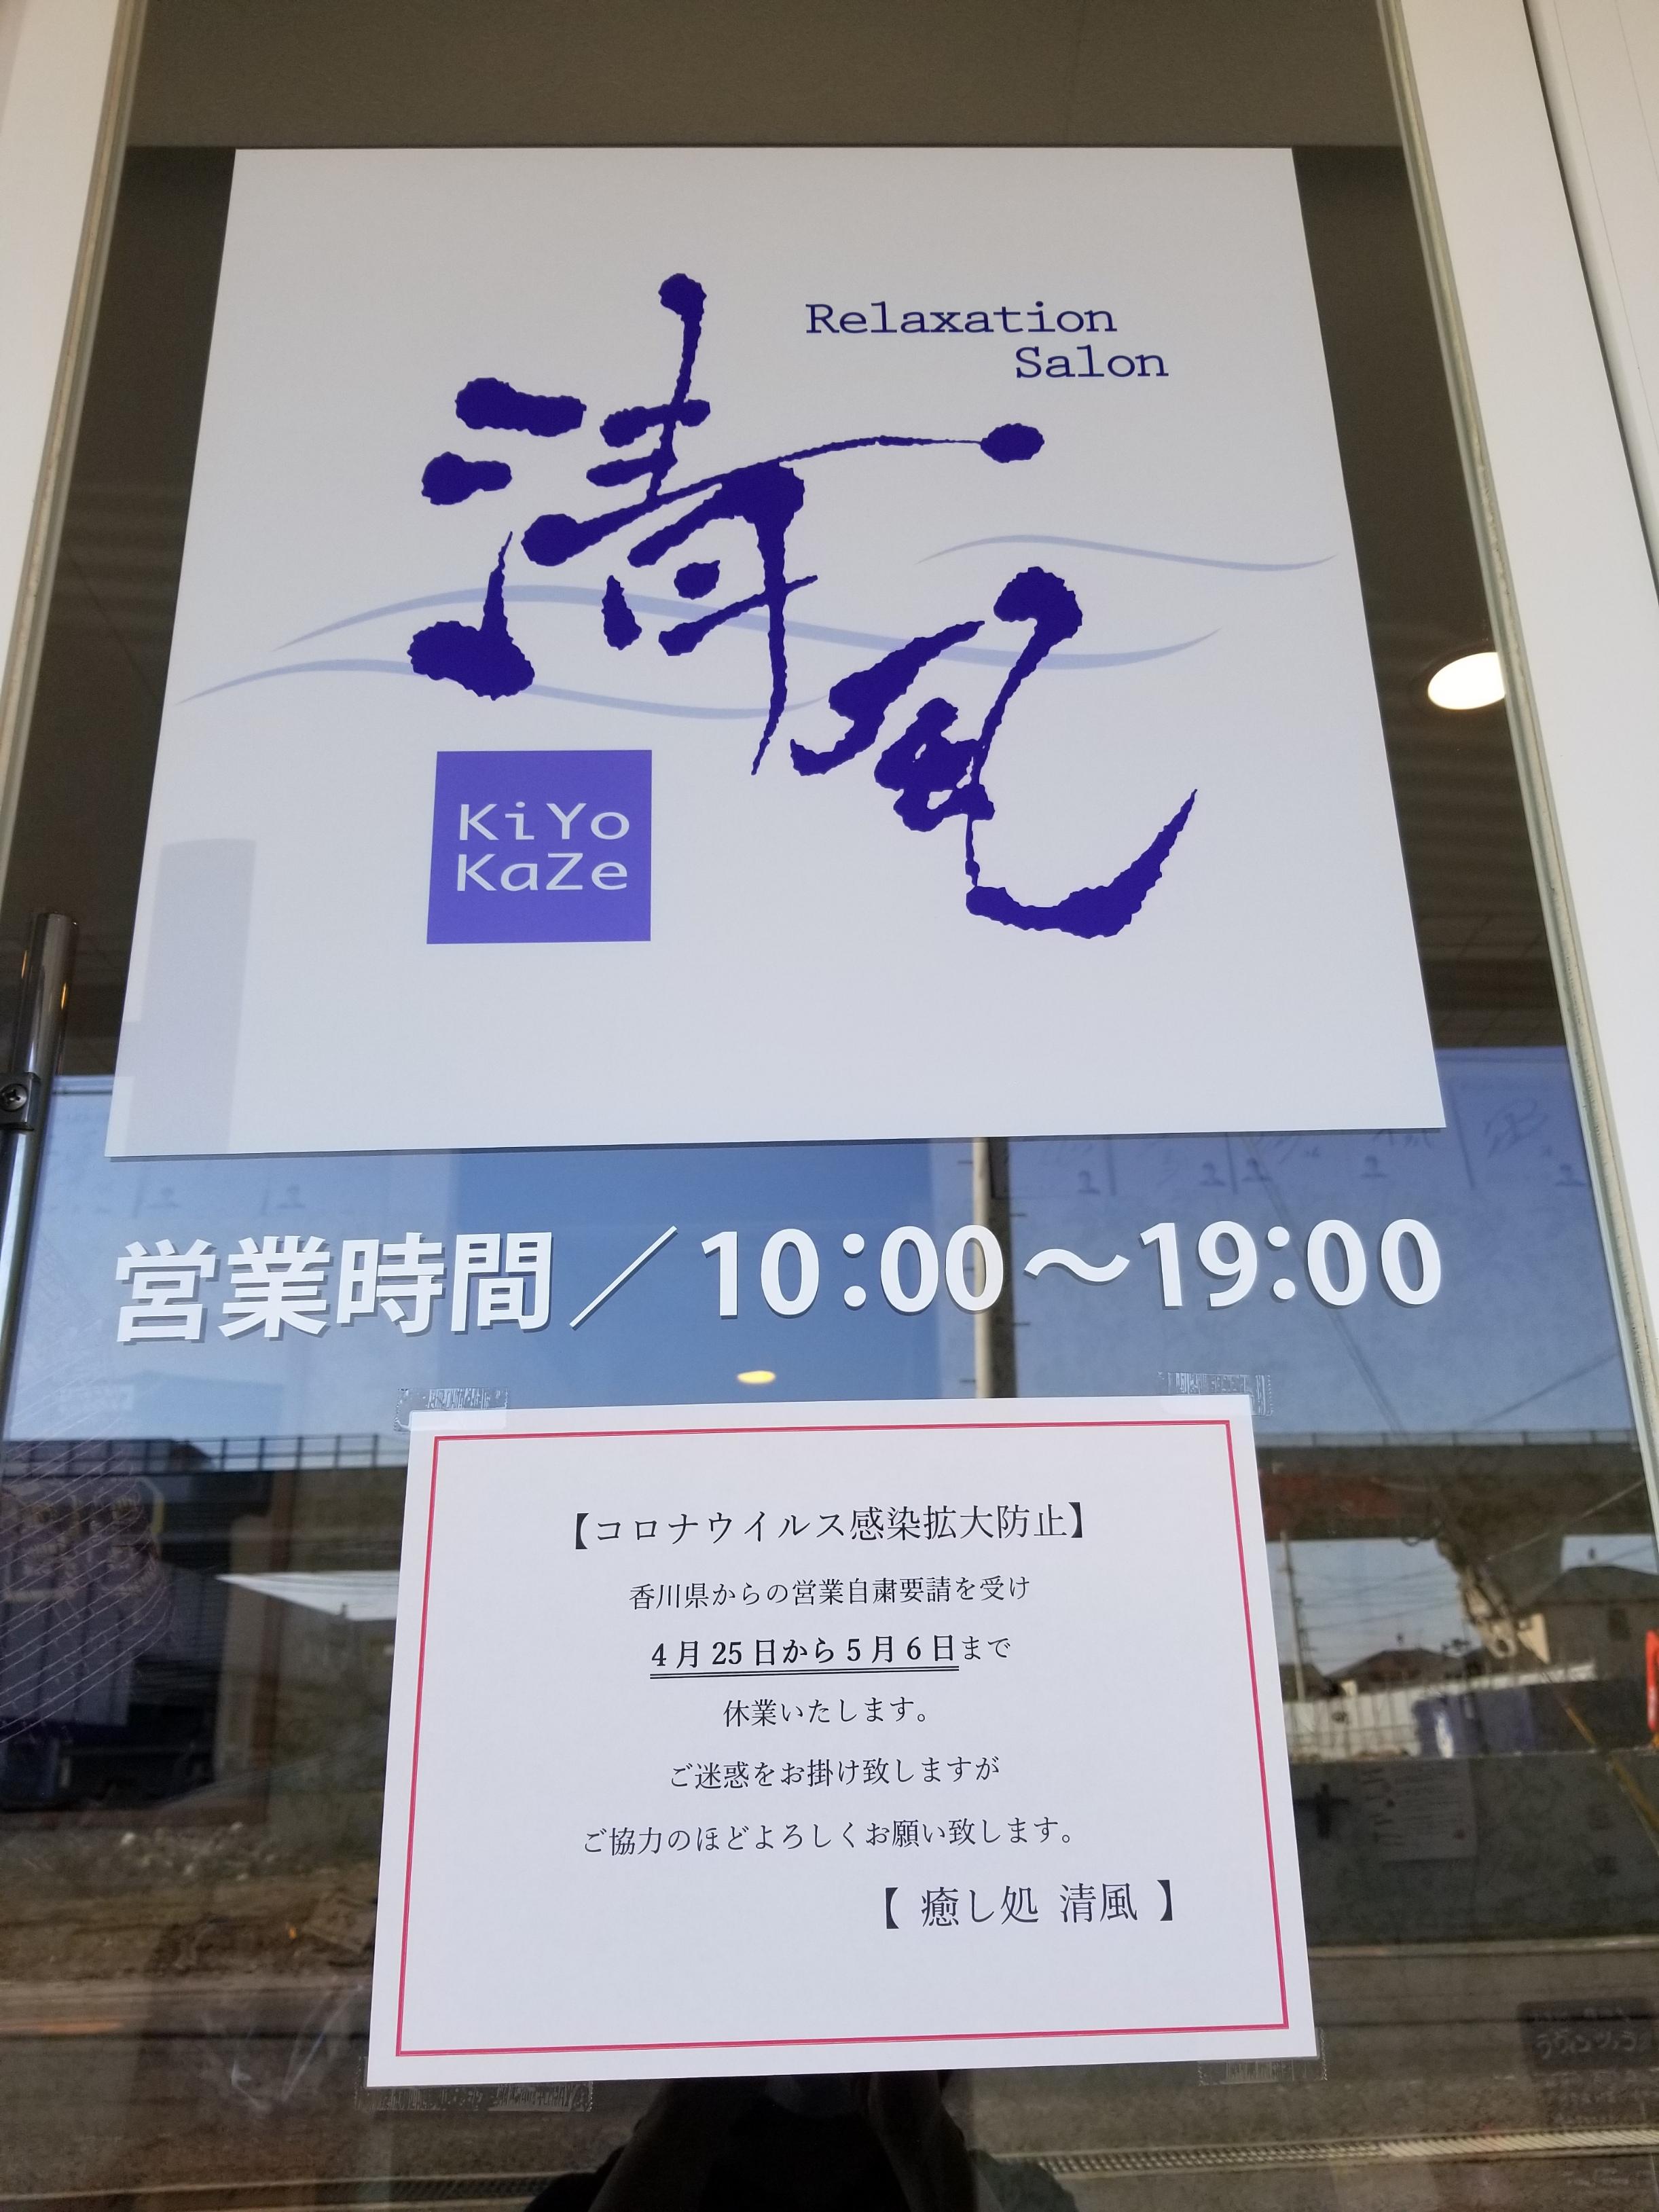 Relaxation
Salon
清風
KiYo
KaZe
営業時間／10:00～19:00
【コロナウイルス感染拡大防止】
香川県からの営業自粛要請を受け
4月25日から5月6日まで
休業いたします。
ご迷惑をお掛け致しますが
ご協力のほどよろしくお願い致します。
【 癒し処 清風 】